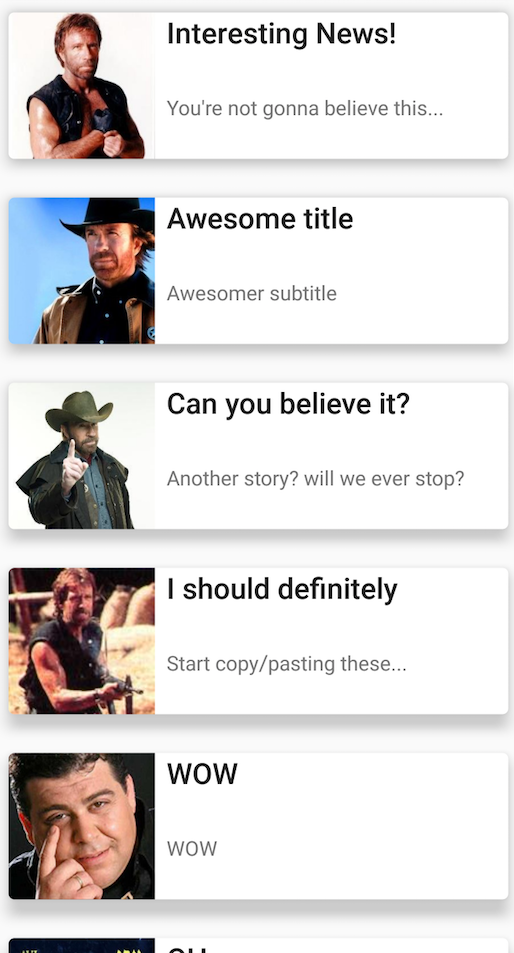 Interesting News!
You're not gonna believe this...
Awesome title
Awesomer subtitle
Can you believe it?
Another story? will we ever stop?
I should definitely
Start copy/pasting these...
WOW
WOW